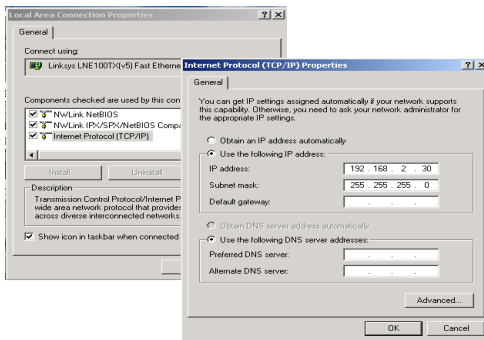 Local Area Connection Properties
General
Connect using:
Linksys LNE100TX(v5) Fast Etherne
Components checked are used by this con
NWLink NetBIOS
NWLink IPX/SPX/NetBIOS Compa
Internet Protocol (TCP/IP)
Install...
Uninstall
Description
Transmission Control Protocol/Internet P
wide area network protocol that provides
across diverse interconnected networks.
Show icon in taskbar when connected
Internet Protocol (TCP/IP) Properties
General
You can get IP settings assigned automatically if your network supports
this capability. Otherwise, you need to ask your network administrator for
the appropriate IP settings.
Obtain an IP address automatically
Use the following IP address:
IP address: 192 . 168 . 2 . 30
Subnet mask: 255 . 255 . 255 . 0
Default gateway: . . .
Obtain DNS server address automatically
Use the following DNS server addresses:
Preferred DNS server: . . .
Alternate DNS server: . . .
Advanced...
OK
Cancel